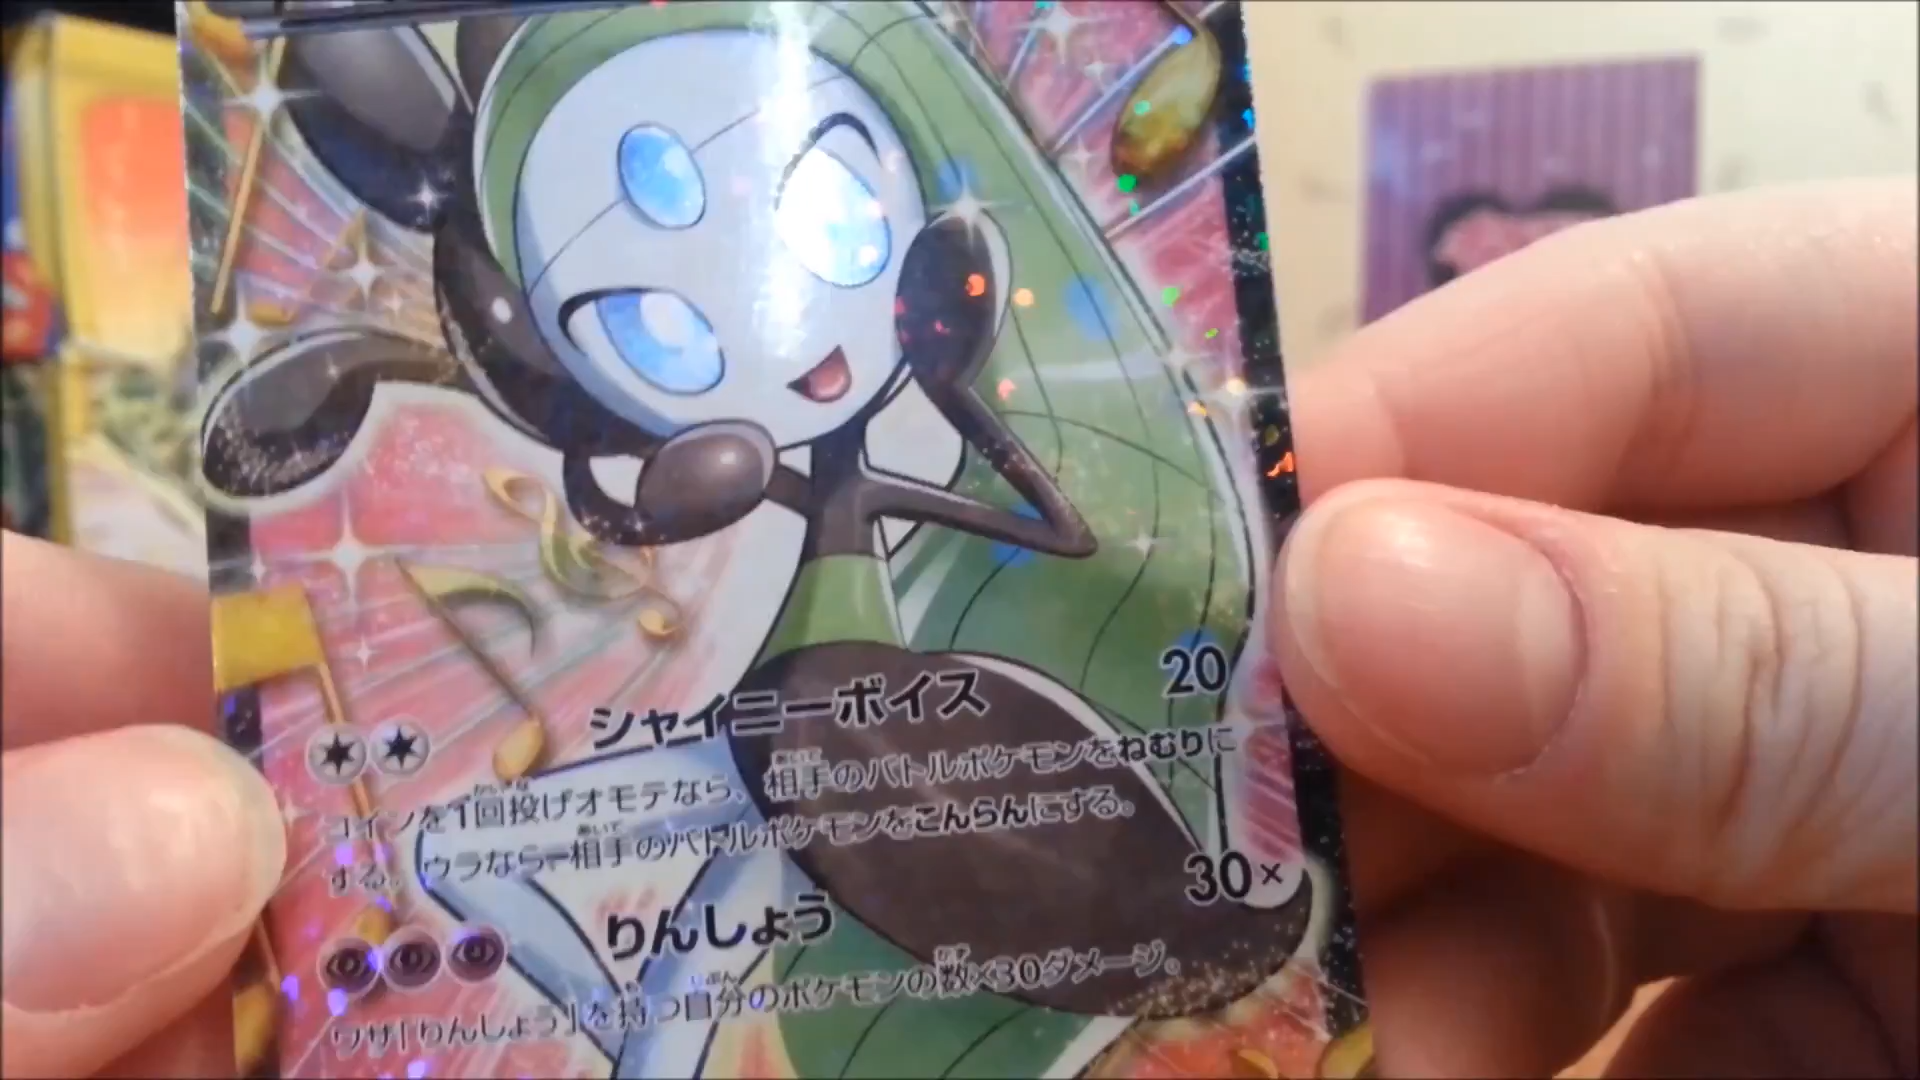 シャイニーボイス 20
コインを1回投げオモテなら、相手のバトルポケモンをねむりに
する。ウラなら、相手のバトルポケモンをこんらんにする。
りんしょう 30×
ワザ「りんしょう」を持つ自分のポケモンの数×30ダメージ。